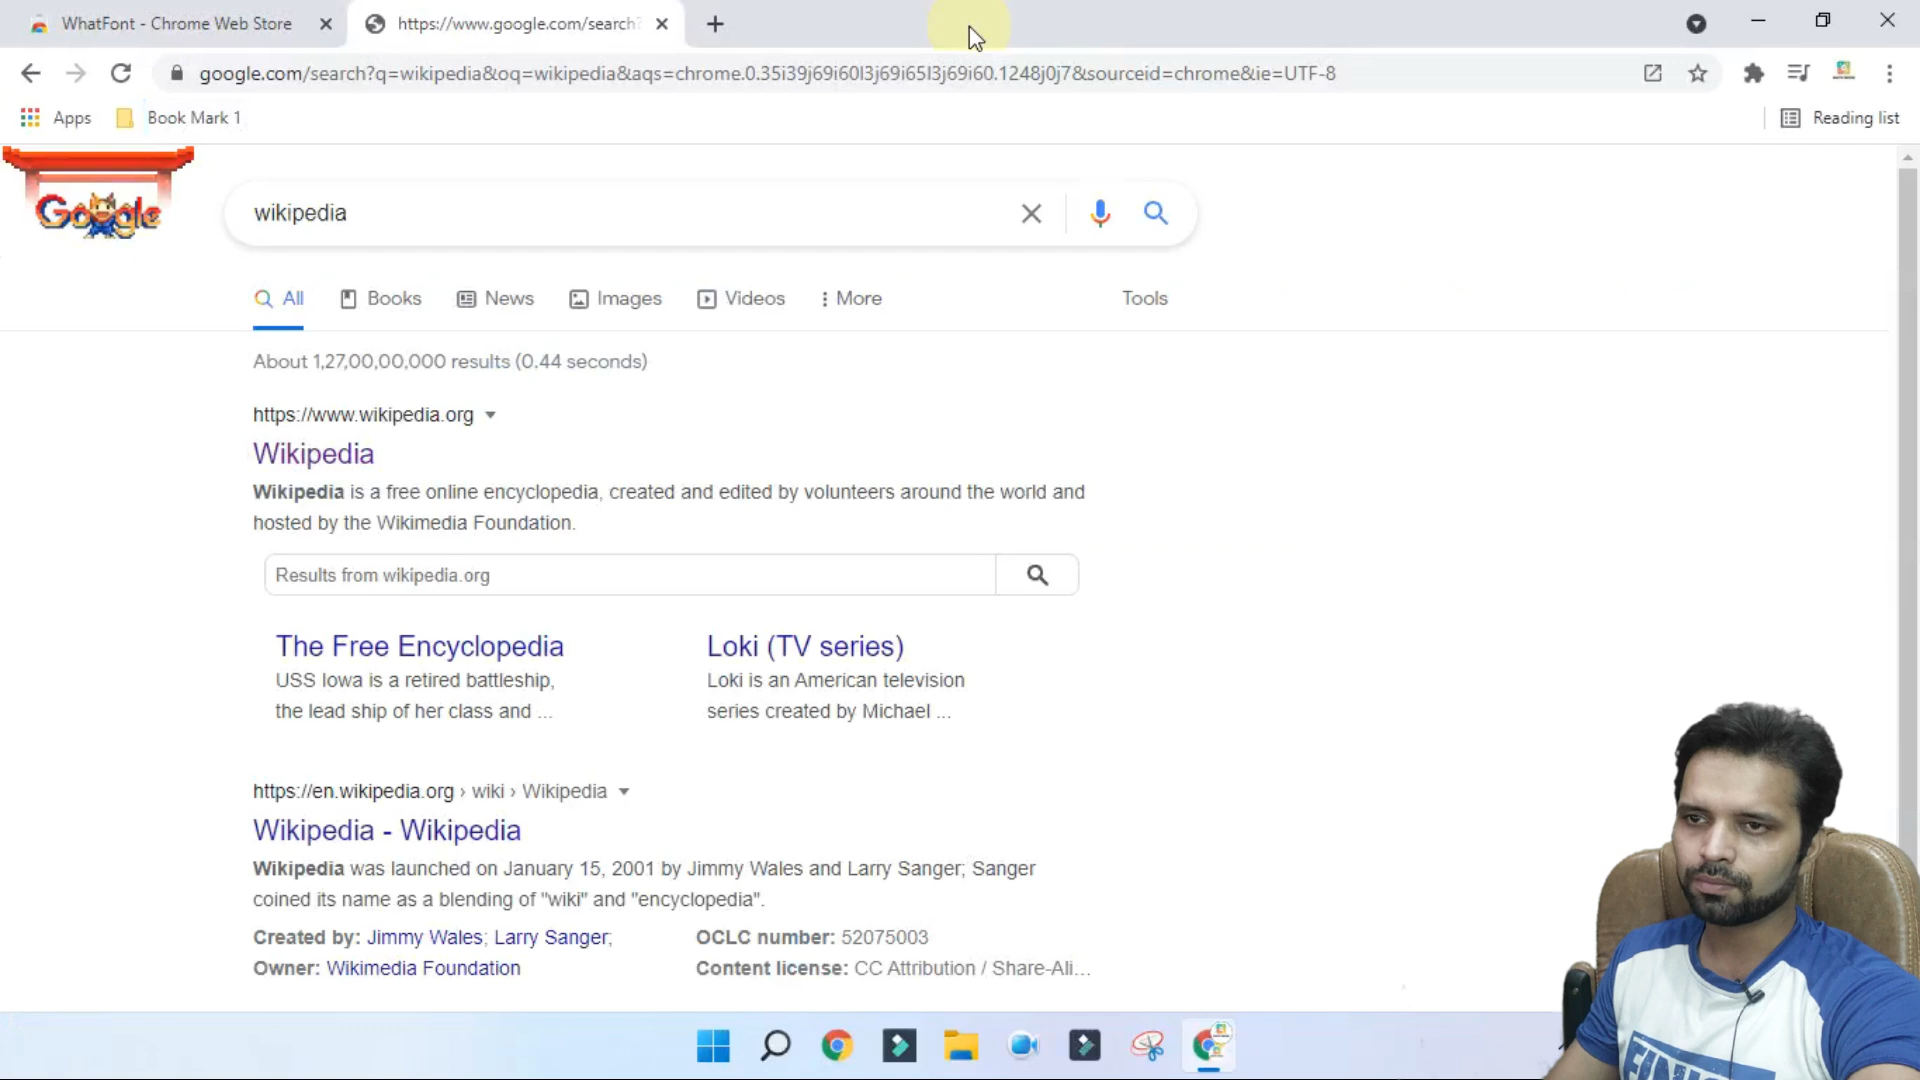 WhatFont - Chrome Web Store
https://www.google.com/search?
google.com/search?q=wikipedia&oq=wikipedia&aqs=chrome.0.35i39j69i60l3j69i65l3j69i60.1248j0j7&sourceid=chrome&ie=UTF-8
Apps
Book Mark 1
Reading list
Google
wikipedia
All
Books
News
Images
Videos
More
Tools
About 1,27,00,00,000 results (0.44 seconds)
https://www.wikipedia.org
Wikipedia
Wikipedia is a free online encyclopedia, created and edited by volunteers around the world and
hosted by the Wikimedia Foundation.
Results from wikipedia.org
The Free Encyclopedia
USS Iowa is a retired battleship,
the lead ship of her class and ...
Loki (TV series)
Loki is an American television
series created by Michael ...
https://en.wikipedia.org › wiki › Wikipedia
Wikipedia - Wikipedia
Wikipedia was launched on January 15, 2001 by Jimmy Wales and Larry Sanger; Sanger
coined its name as a blending of "wiki" and "encyclopedia".
Created by: Jimmy Wales; Larry Sanger;
OCLC number: 52075003
Owner: Wikimedia Foundation
Content license: CC Attribution / Share-Ali...